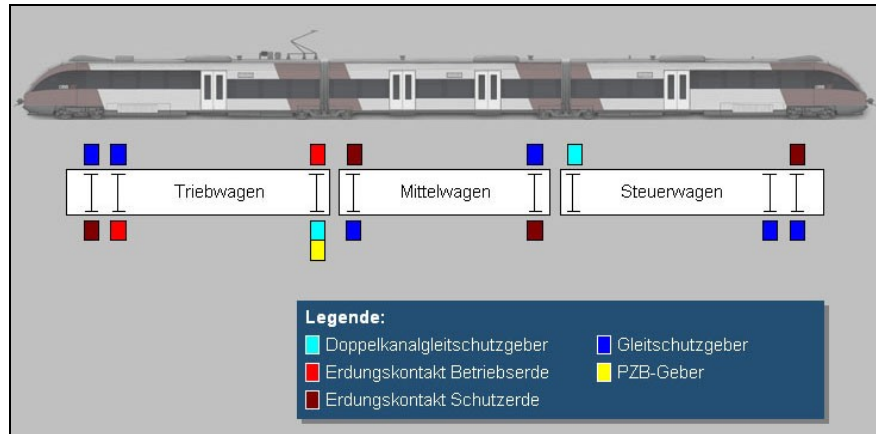 Triebwagen Mittelwagen Steuerwagen
Legende:
Doppelkanalgleitschutzgeber Gleitschutzgeber
Erdungskontakt Betriebserde PZB-Geber
Erdungskontakt Schutzerde